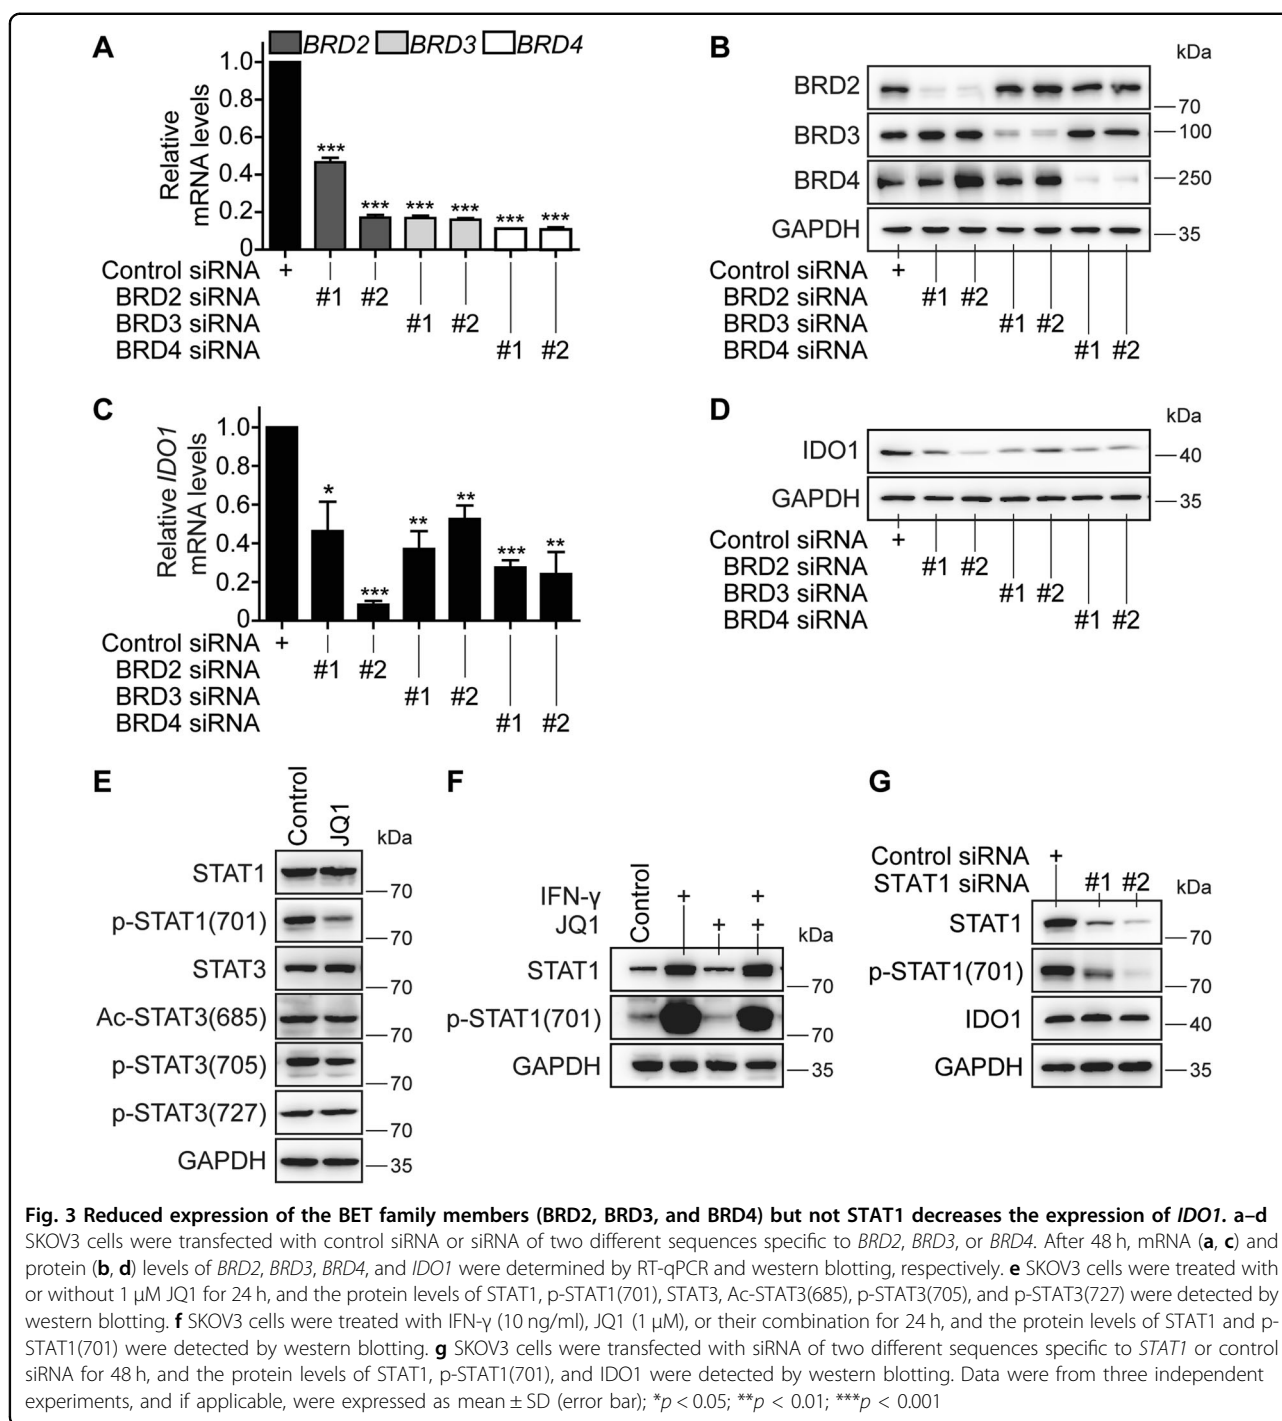 A
BRD2 BRD3 BRD4
Relative
mRNA levels
1.0
0.8
0.6
0.4
0.2
0
***
***
***
***
***
***
Control siRNA +
BRD2 siRNA #1 #2
BRD3 siRNA #1 #2
BRD4 siRNA #1 #2
B
kDa
BRD2
70
BRD3
100
BRD4
250
GAPDH
35
Control siRNA +
BRD2 siRNA #1 #2
BRD3 siRNA #1 #2
BRD4 siRNA #1 #2
C
Relative IDO1
mRNA levels
1.0
0.8
0.6
0.4
0.2
0
*
***
**
**
***
**
Control siRNA +
BRD2 siRNA #1 #2
BRD3 siRNA #1 #2
BRD4 siRNA #1 #2
D
kDa
IDO1
40
GAPDH
35
Control siRNA +
BRD2 siRNA #1 #2
BRD3 siRNA #1 #2
BRD4 siRNA #1 #2
E
Control JQ1
kDa
STAT1
70
p-STAT1(701)
70
STAT3
70
Ac-STAT3(685)
70
p-STAT3(705)
70
p-STAT3(727)
70
GAPDH
35
F
Control
IFN-γ + +
JQ1 + +
kDa
STAT1
70
p-STAT1(701)
70
GAPDH
35
G
Control siRNA +
STAT1 siRNA #1 #2
kDa
STAT1
70
p-STAT1(701)
70
IDO1
40
GAPDH
35
Fig. 3 Reduced expression of the BET family members (BRD2, BRD3, and BRD4) but not STAT1 decreases the expression of IDO1. a–d
SKOV3 cells were transfected with control siRNA or siRNA of two different sequences specific to BRD2, BRD3, or BRD4. After 48 h, mRNA (a, c) and
protein (b, d) levels of BRD2, BRD3, BRD4, and IDO1 were determined by RT-qPCR and western blotting, respectively. e SKOV3 cells were treated with
or without 1 μM JQ1 for 24 h, and the protein levels of STAT1, p-STAT1(701), STAT3, Ac-STAT3(685), p-STAT3(705), and p-STAT3(727) were detected by
western blotting. f SKOV3 cells were treated with IFN-γ (10 ng/ml), JQ1 (1 μM), or their combination for 24 h, and the protein levels of STAT1 and p-
STAT1(701) were detected by western blotting. g SKOV3 cells were transfected with siRNA of two different sequences specific to STAT1 or control
siRNA for 48 h, and the protein levels of STAT1, p-STAT1(701), and IDO1 were detected by western blotting. Data were from three independent
experiments, and if applicable, were expressed as mean ± SD (error bar); *p < 0.05; **p < 0.01; ***p < 0.001